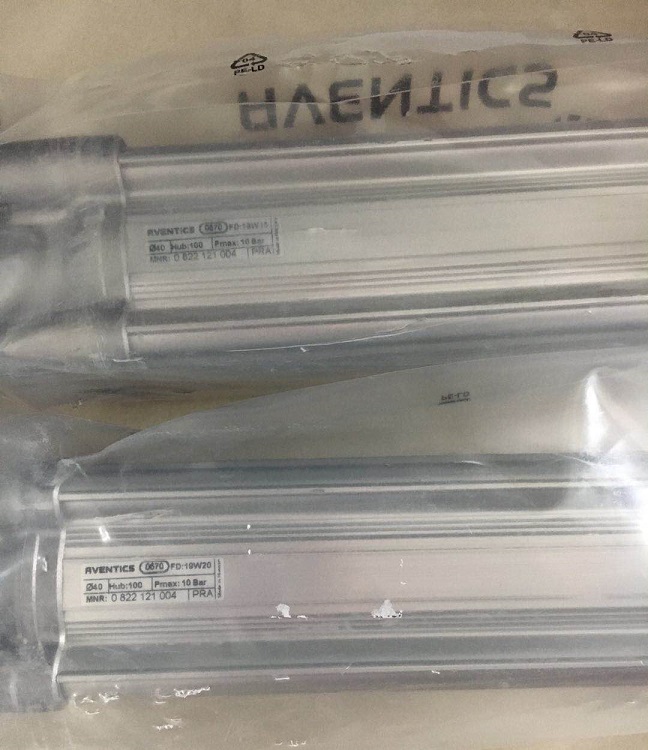 04
PE-LD
PE-LD
AVENTICS
AVENTICS 0670 FD:19W15
Ø40 Hub:100 Pmax: 10 Bar
MNR: 0 822 121 004 PRA
PE-LD
AVENTICS 0670 FD:19W20
Ø40 Hub:100 Pmax: 10 Bar
MNR: 0 822 121 004 PRA